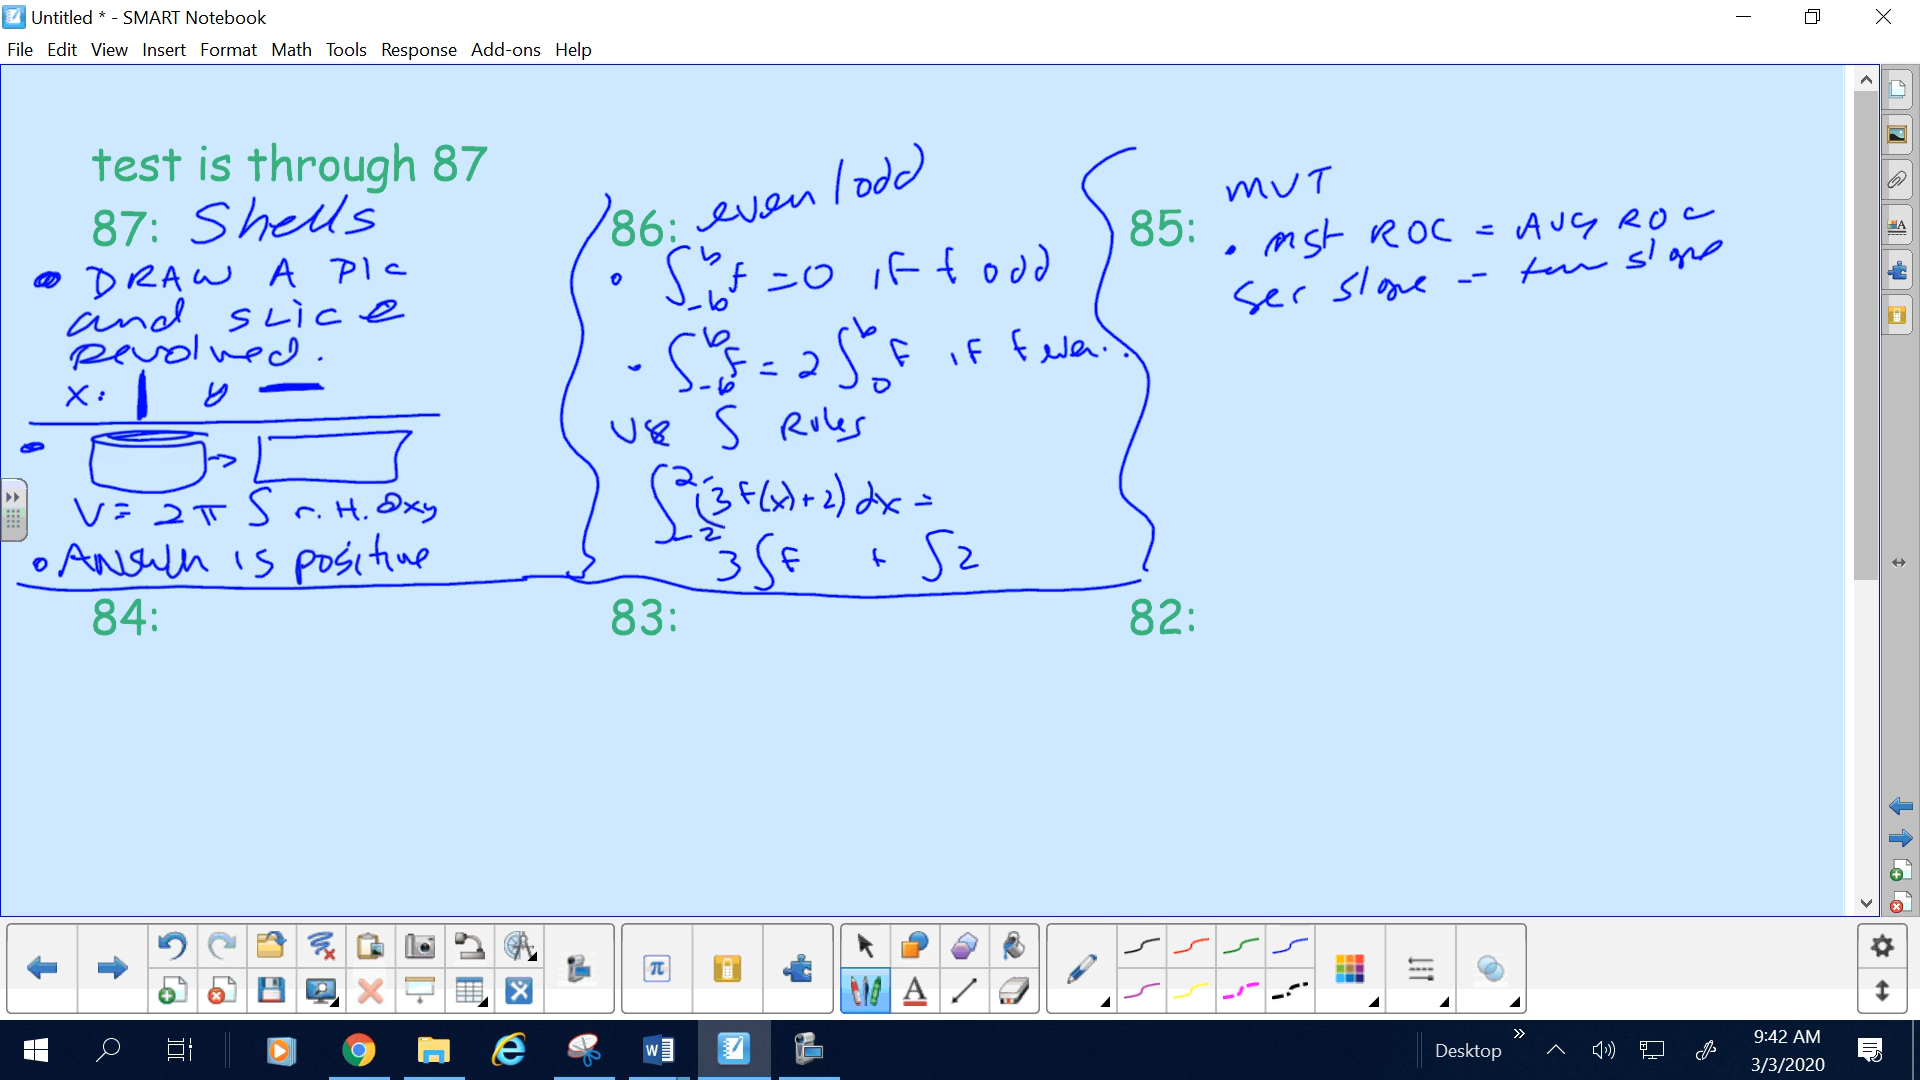 Untitled * - SMART Notebook
File Edit View Insert Format Math Tools Response Add-ons Help
test is through 87
87: Shells
• DRAW A PIC
and SLICE
revolved.
x: y
V = 2π ∫ r. H. Dxy
• Answer is positive
86: even/odd
• ∫_{-b}^{b} f = 0 if f odd
• ∫_{-b}^{b} f = 2 ∫_{0}^{b} f if f even.
Use ∫ Rules
∫_{-2}^{2} (3f(x)+2) dx =
3∫f + ∫2
85: MVT
• inst ROC = AVG ROC
sec slope = tan slope
84:
83:
82:
Desktop
9:42 AM
3/3/2020